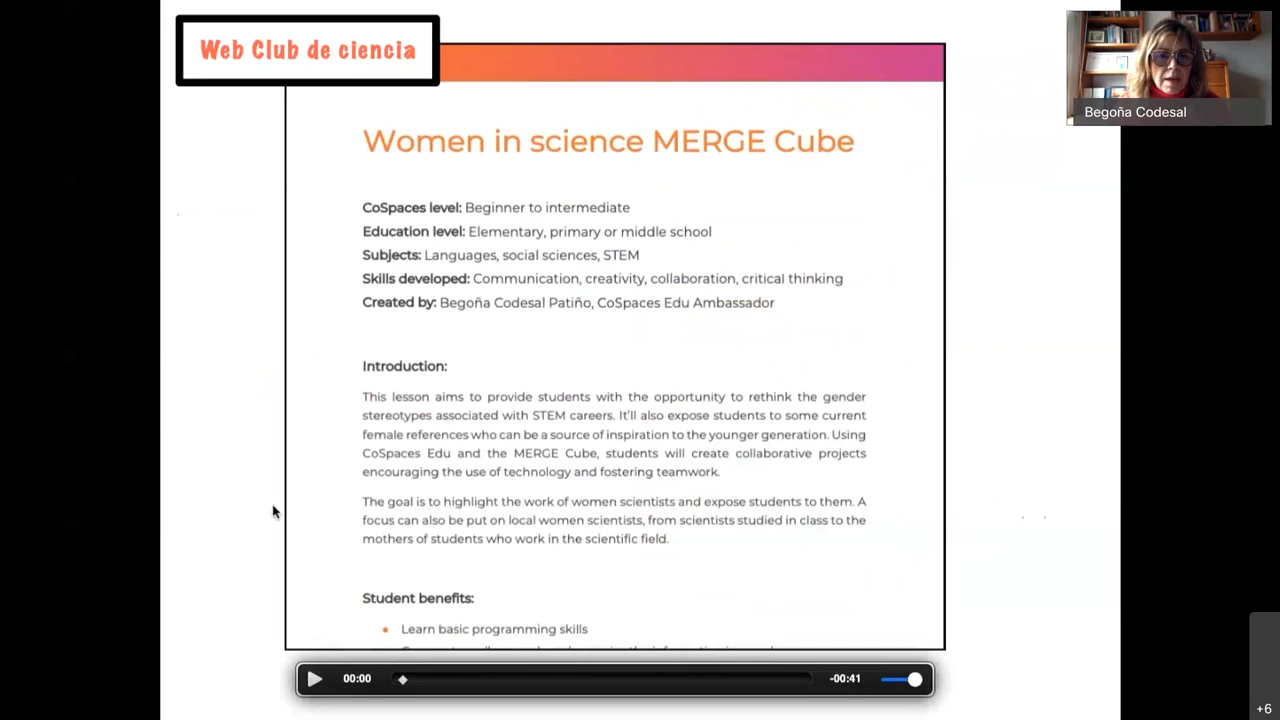 Web Club de ciencia
Begoña Codesal
Women in science MERGE Cube
CoSpaces level: Beginner to intermediate
Education level: Elementary, primary or middle school
Subjects: Languages, social sciences, STEM
Skills developed: Communication, creativity, collaboration, critical thinking
Created by: Begoña Codesal Patiño, CoSpaces Edu Ambassador
Introduction:
This lesson aims to provide students with the opportunity to rethink the gender
stereotypes associated with STEM careers. It'll also expose students to some current
female references who can be a source of inspiration to the younger generation. Using
CoSpaces Edu and the MERGE Cube, students will create collaborative projects
encouraging the use of technology and fostering teamwork.
The goal is to highlight the work of women scientists and expose students to them. A
focus can also be put on local women scientists, from scientists studied in class to the
mothers of students who work in the scientific field.
Student benefits:
• Learn basic programming skills
00:00
-00:41
+6